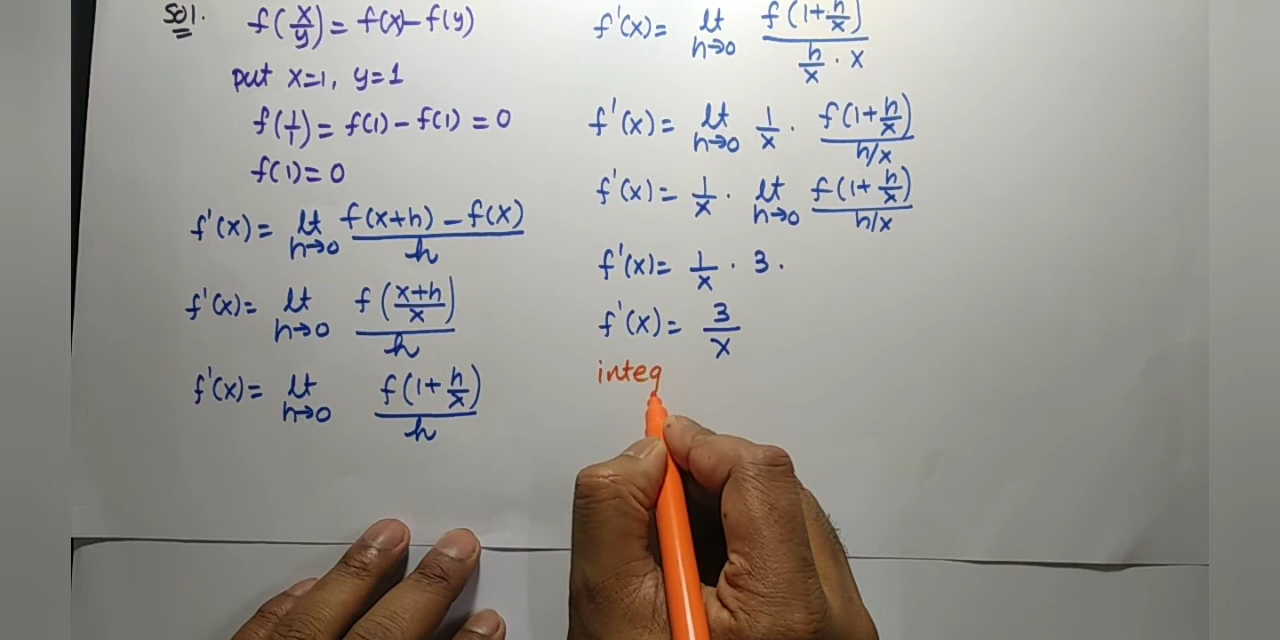 Sol. f(x/y) = f(x) - f(y)
put x=1, y=1
f(1/1) = f(1) - f(1) = 0
f(1) = 0
f'(x) = lt h→0 f(x+h) - f(x) / h
f'(x) = lt h→0 f(x+h / x) / h
f'(x) = lt h→0 f(1+ h/x) / h
f'(x) = lt h→0 f(1+ h/x) / h/x · x
f'(x) = lt h→0 1/x · f(1+ h/x) / h/x
f'(x) = 1/x · lt h→0 f(1+ h/x) / h/x
f'(x) = 1/x · 3 .
f'(x) = 3/x
integ